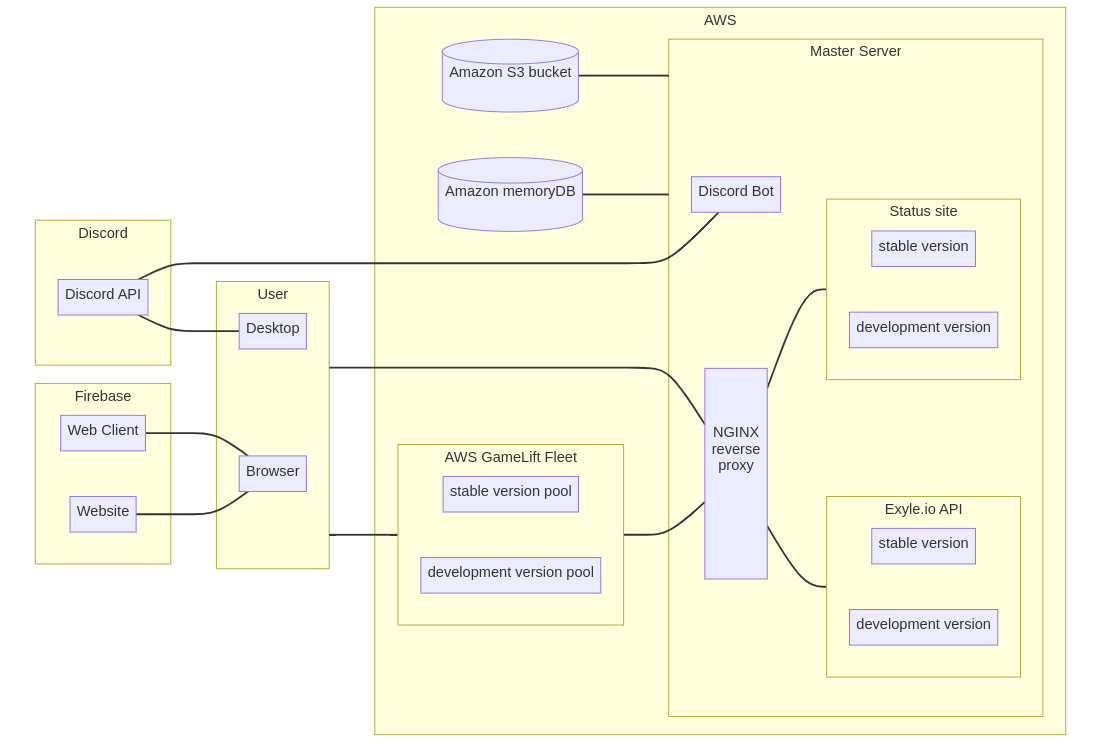 AWS
Master Server
Amazon S3 bucket
Amazon memoryDB
Discord Bot
Status site
stable version
development version
Discord
Discord API
User
Desktop
Browser
Firebase
Web Client
Website
AWS GameLift Fleet
stable version pool
development version pool
NGINX
reverse
proxy
Exyle.io API
stable version
development version